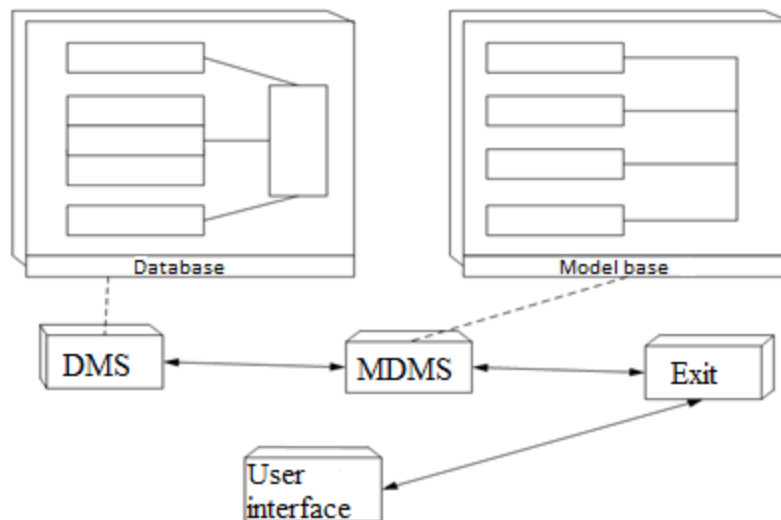 Database
Model base
DMS
MDMS
Exit
User
interface